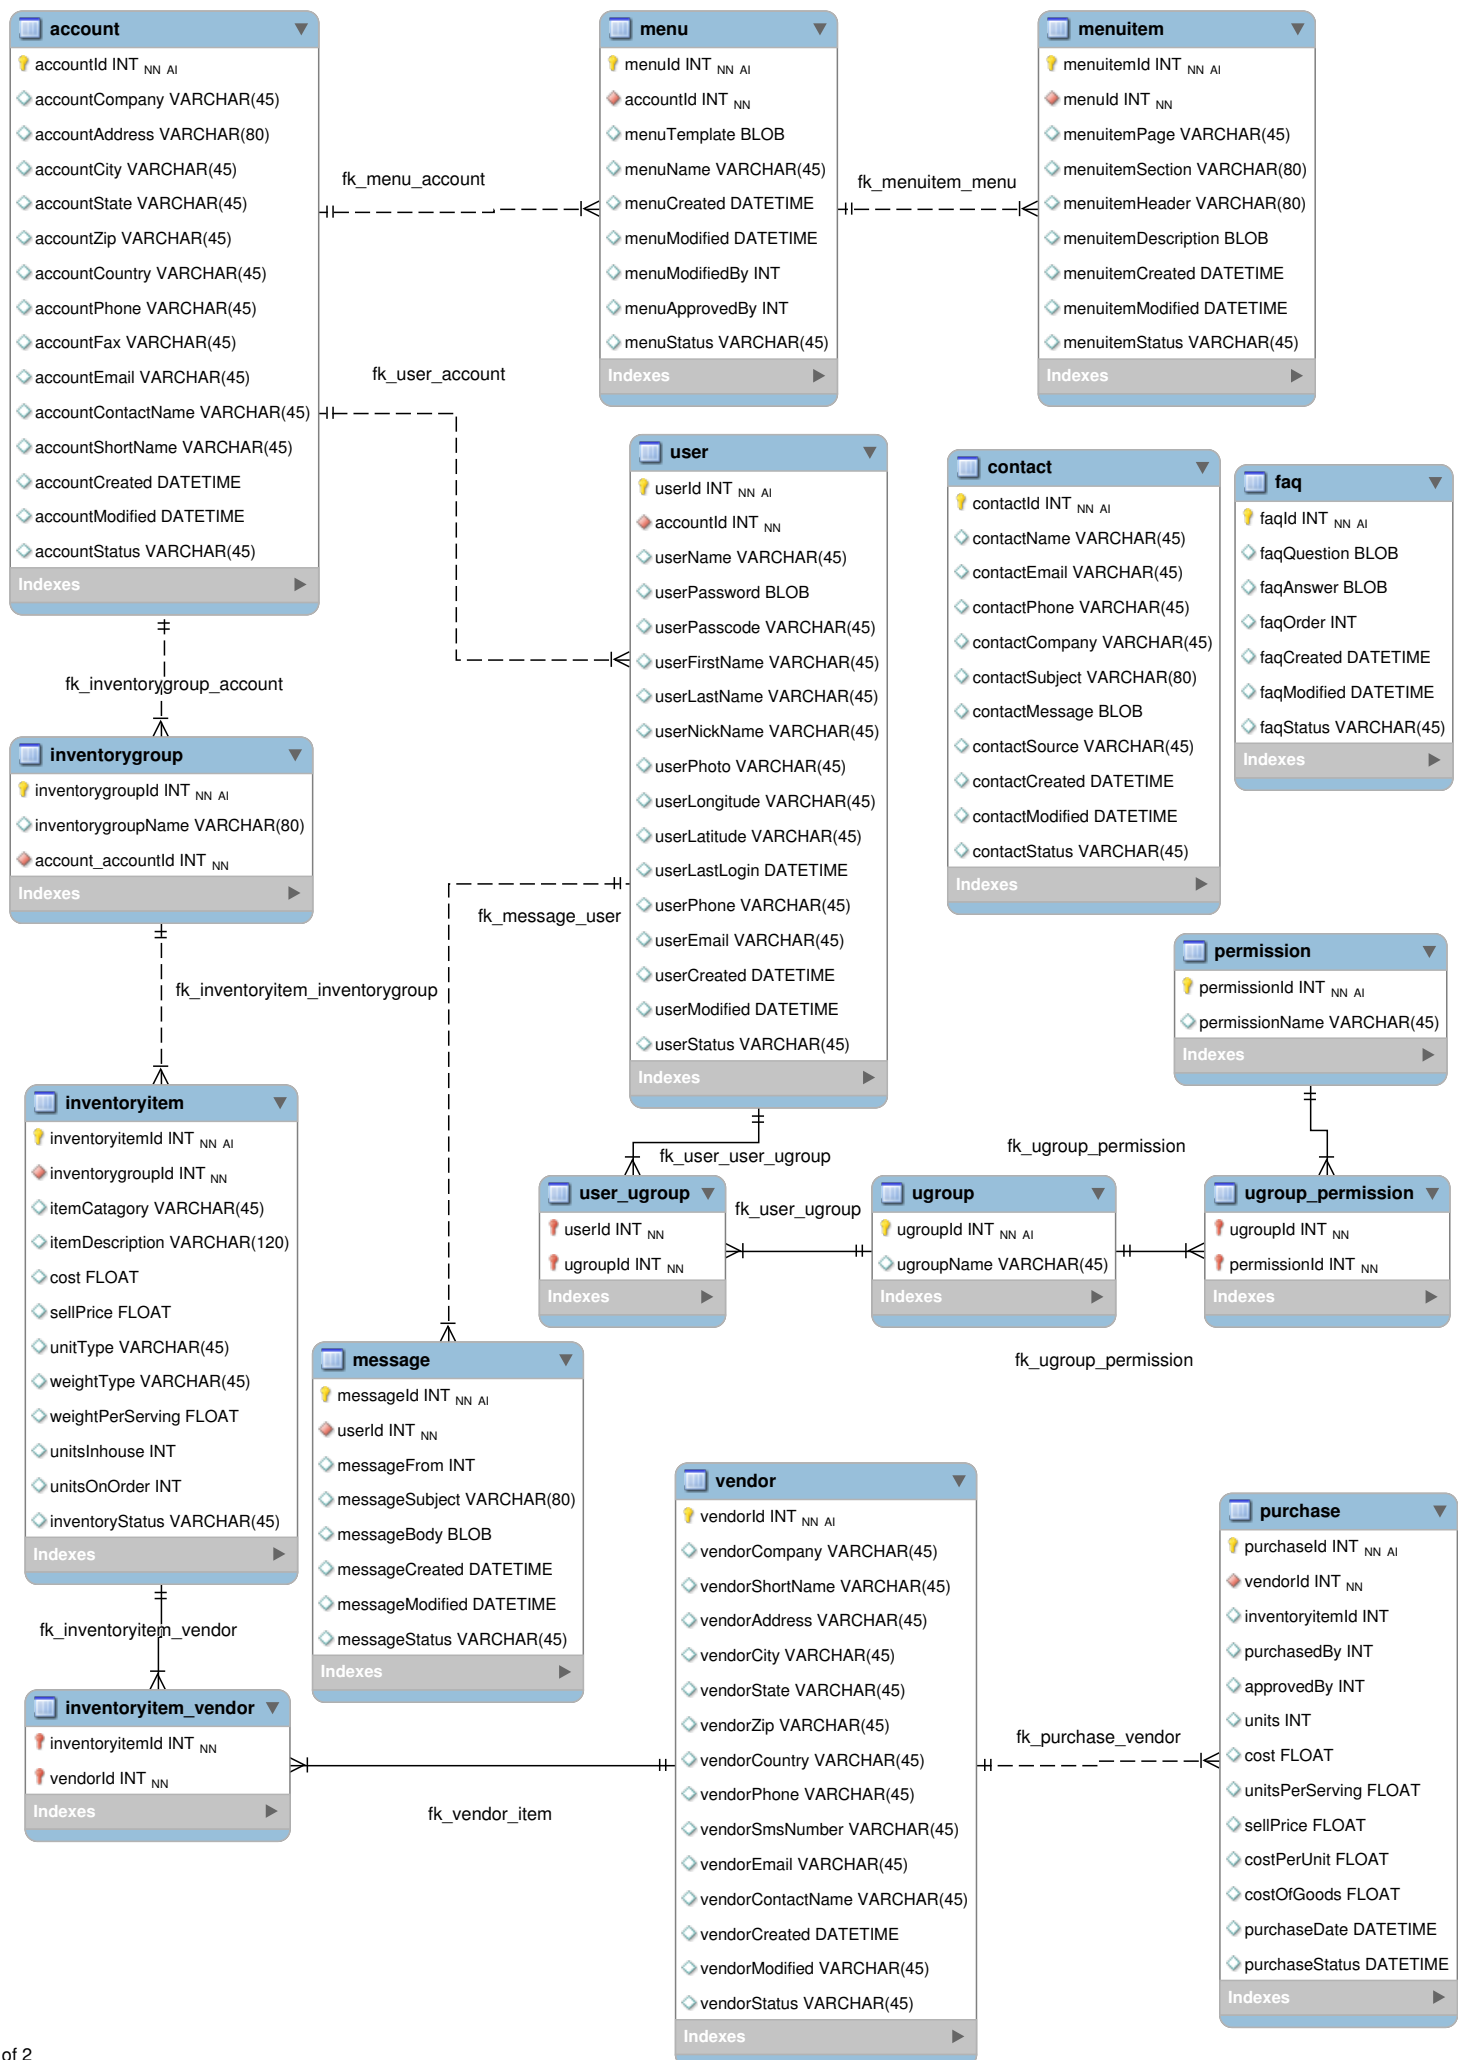 account
accountId INT NN AI
accountCompany VARCHAR(45)
accountAddress VARCHAR(80)
accountCity VARCHAR(45)
accountState VARCHAR(45)
accountZip VARCHAR(45)
accountCountry VARCHAR(45)
accountPhone VARCHAR(45)
accountFax VARCHAR(45)
accountEmail VARCHAR(45)
accountContactName VARCHAR(45)
accountShortName VARCHAR(45)
accountCreated DATETIME
accountModified DATETIME
accountStatus VARCHAR(45)
Indexes
fk_menu_account
menu
menuId INT NN AI
accountId INT NN
menuTemplate BLOB
menuName VARCHAR(45)
menuCreated DATETIME
menuModified DATETIME
menuModifiedBy INT
menuApprovedBy INT
menuStatus VARCHAR(45)
Indexes
fk_menuitem_menu
menuitem
menuitemId INT NN AI
menuId INT NN
menuitemPage VARCHAR(45)
menuitemSection VARCHAR(80)
menuitemHeader VARCHAR(80)
menuitemDescription BLOB
menuitemCreated DATETIME
menuitemModified DATETIME
menuitemStatus VARCHAR(45)
Indexes
fk_user_account
user
userId INT NN AI
accountId INT NN
userName VARCHAR(45)
userPassword BLOB
userPasscode VARCHAR(45)
userFirstName VARCHAR(45)
userLastName VARCHAR(45)
userNickName VARCHAR(45)
userPhoto VARCHAR(45)
userLongitude VARCHAR(45)
userLatitude VARCHAR(45)
userLastLogin DATETIME
userPhone VARCHAR(45)
userEmail VARCHAR(45)
userCreated DATETIME
userModified DATETIME
userStatus VARCHAR(45)
Indexes
contact
contactId INT NN AI
contactName VARCHAR(45)
contactEmail VARCHAR(45)
contactPhone VARCHAR(45)
contactCompany VARCHAR(45)
contactSubject VARCHAR(80)
contactMessage BLOB
contactSource VARCHAR(45)
contactCreated DATETIME
contactModified DATETIME
contactStatus VARCHAR(45)
Indexes
faq
faqId INT NN AI
faqQuestion BLOB
faqAnswer BLOB
faqOrder INT
faqCreated DATETIME
faqModified DATETIME
faqStatus VARCHAR(45)
Indexes
fk_inventorygroup_account
inventorygroup
inventorygroupId INT NN AI
inventorygroupName VARCHAR(80)
account_accountId INT NN
Indexes
fk_message_user
fk_inventoryitem_inventorygroup
permission
permissionId INT NN AI
permissionName VARCHAR(45)
Indexes
inventoryitem
inventoryitemId INT NN AI
inventorygroupId INT NN
itemCatagory VARCHAR(45)
itemDescription VARCHAR(120)
cost FLOAT
sellPrice FLOAT
unitType VARCHAR(45)
weightType VARCHAR(45)
weightPerServing FLOAT
unitsInhouse INT
unitsOnOrder INT
inventoryStatus VARCHAR(45)
Indexes
fk_user_user_ugroup
fk_ugroup_permission
user_ugroup
userId INT NN
ugroupId INT NN
Indexes
fk_user_ugroup
ugroup
ugroupId INT NN AI
ugroupName VARCHAR(45)
Indexes
ugroup_permission
ugroupId INT NN
permissionId INT NN
Indexes
fk_ugroup_permission
message
messageId INT NN AI
userId INT NN
messageFrom INT
messageSubject VARCHAR(80)
messageBody BLOB
messageCreated DATETIME
messageModified DATETIME
messageStatus VARCHAR(45)
Indexes
vendor
vendorId INT NN AI
vendorCompany VARCHAR(45)
vendorShortName VARCHAR(45)
vendorAddress VARCHAR(45)
vendorCity VARCHAR(45)
vendorState VARCHAR(45)
vendorZip VARCHAR(45)
vendorCountry VARCHAR(45)
vendorPhone VARCHAR(45)
vendorSmsNumber VARCHAR(45)
vendorEmail VARCHAR(45)
vendorContactName VARCHAR(45)
vendorCreated DATETIME
vendorModified VARCHAR(45)
vendorStatus VARCHAR(45)
Indexes
purchase
purchaseId INT NN AI
vendorId INT NN
inventoryitemId INT
purchasedBy INT
approvedBy INT
units INT
cost FLOAT
unitsPerServing FLOAT
sellPrice FLOAT
costPerUnit FLOAT
costOfGoods FLOAT
purchaseDate DATETIME
purchaseStatus DATETIME
Indexes
fk_inventoryitem_vendor
inventoryitem_vendor
inventoryitemId INT NN
vendorId INT NN
Indexes
fk_vendor_item
fk_purchase_vendor
of 2